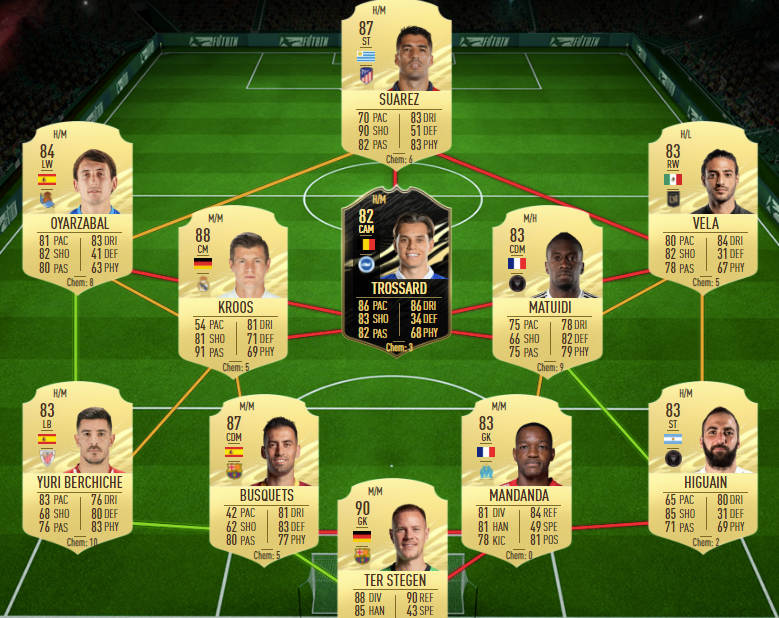 H/M
87
ST
SUAREZ
70 PAC 83 DRI
90 SHO 51 DEF
82 PAS 83 PHY
Chem: 6
H/M
84
LW
OYARZABAL
81 PAC 83 DRI
82 SHO 41 DEF
80 PAS 63 PHY
Chem: 8
H/L
83
RW
VELA
80 PAC 84 DRI
82 SHO 31 DEF
78 PAS 67 PHY
Chem: 5
M/M
88
CM
KROOS
54 PAC 81 DRI
81 SHO 71 DEF
91 PAS 69 PHY
Chem: 5
H/M
82
CAM
TROSSARD
86 PAC 86 DRI
83 SHO 34 DEF
82 PAS 68 PHY
Chem: 3
M/H
83
CDM
MATUIDI
75 PAC 78 DRI
66 SHO 82 DEF
75 PAS 79 PHY
Chem: 9
H/M
83
LB
YURI BERCHICHE
83 PAC 76 DRI
68 SHO 80 DEF
76 PAS 83 PHY
Chem: 10
M/M
87
CDM
BUSQUETS
42 PAC 81 DRI
62 SHO 83 DEF
80 PAS 77 PHY
Chem: 5
M/M
83
GK
MANDANDA
81 DIV 84 REF
81 HAN 49 SPE
78 KIC 81 POS
Chem: 0
H/M
83
ST
HIGUAIN
65 PAC 80 DRI
85 SHO 31 DEF
71 PAS 69 PHY
Chem: 2
M/M
90
GK
TER STEGEN
88 DIV 90 REF
85 HAN 43 SPE